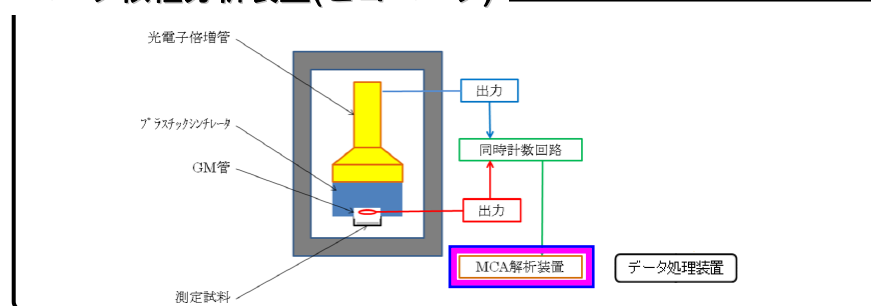 光電子倍増管
出力
ﾌﾟﾗｽﾁｯｸｼﾝﾁﾚｰﾀ
同時計数回路
GM管
出力
MCA解析装置
データ処理装置
測定試料